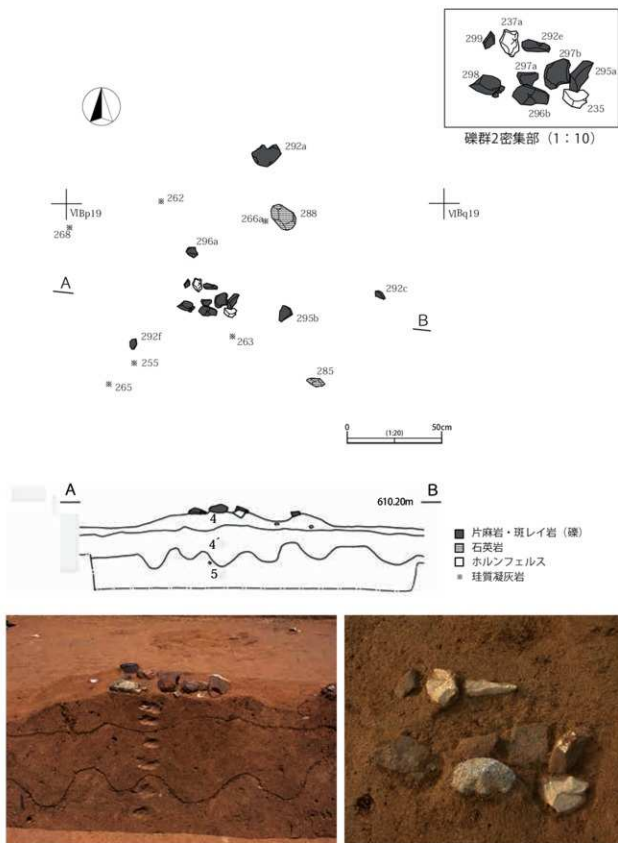 237a
299
292e
297b
297a
298
295a
296b
235
礫群2密集部（1：10）
292a
262
288
266a
ⅥBp19
ⅥBq19
268
296a
A
292c
295b
B
292f
263
255
285
265
0
50cm
(1:20)
A
B
610.20m
4
4´
5
片麻岩・斑レイ岩（礫）
石英岩
ホルンフェルス
珪質凝灰岩